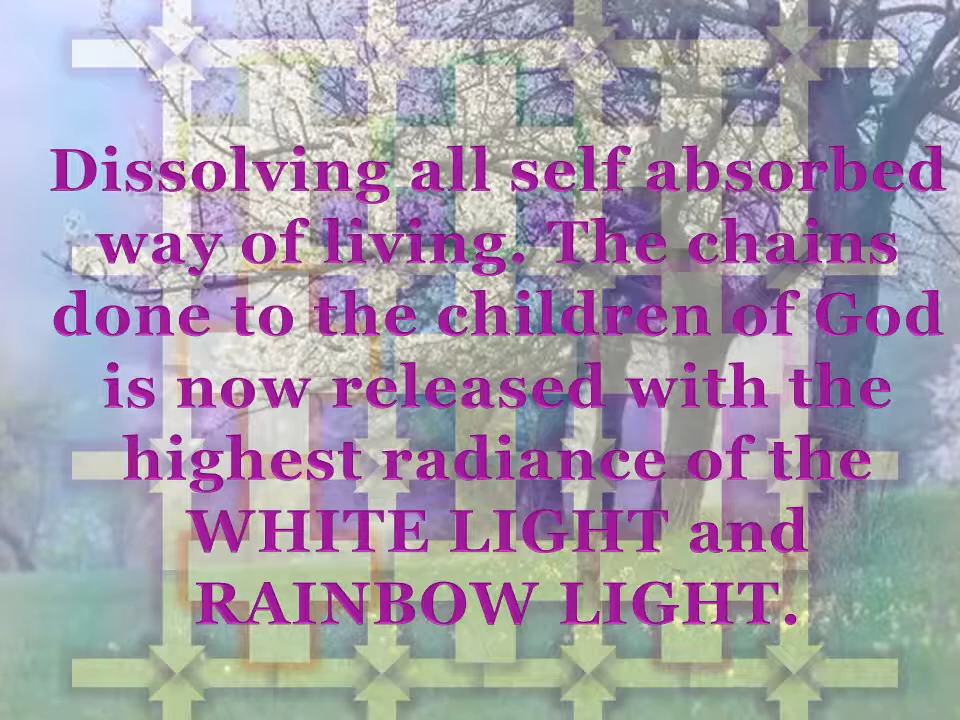 Dissolving all self absorbed
way of living. The chains
done to the children of God
is now released with the
highest radiance of the
WHITE LIGHT and
RAINBOW LIGHT.